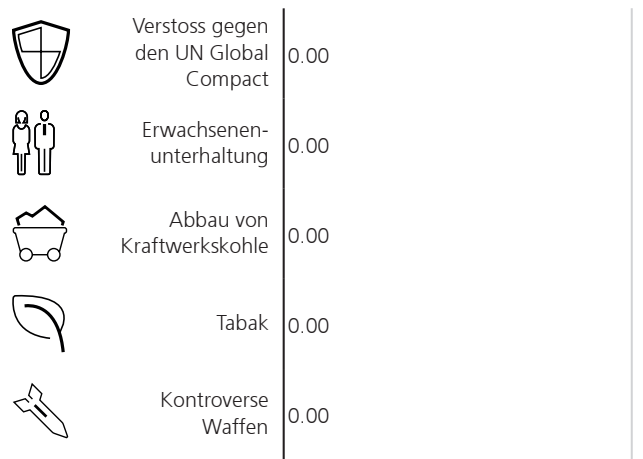 Verstoss gegen
den UN Global
Compact
0.00
Erwachsenen-
unterhaltung
0.00
Abbau von
Kraftwerkskohle
0.00
Tabak
0.00
Kontroverse
Waffen
0.00